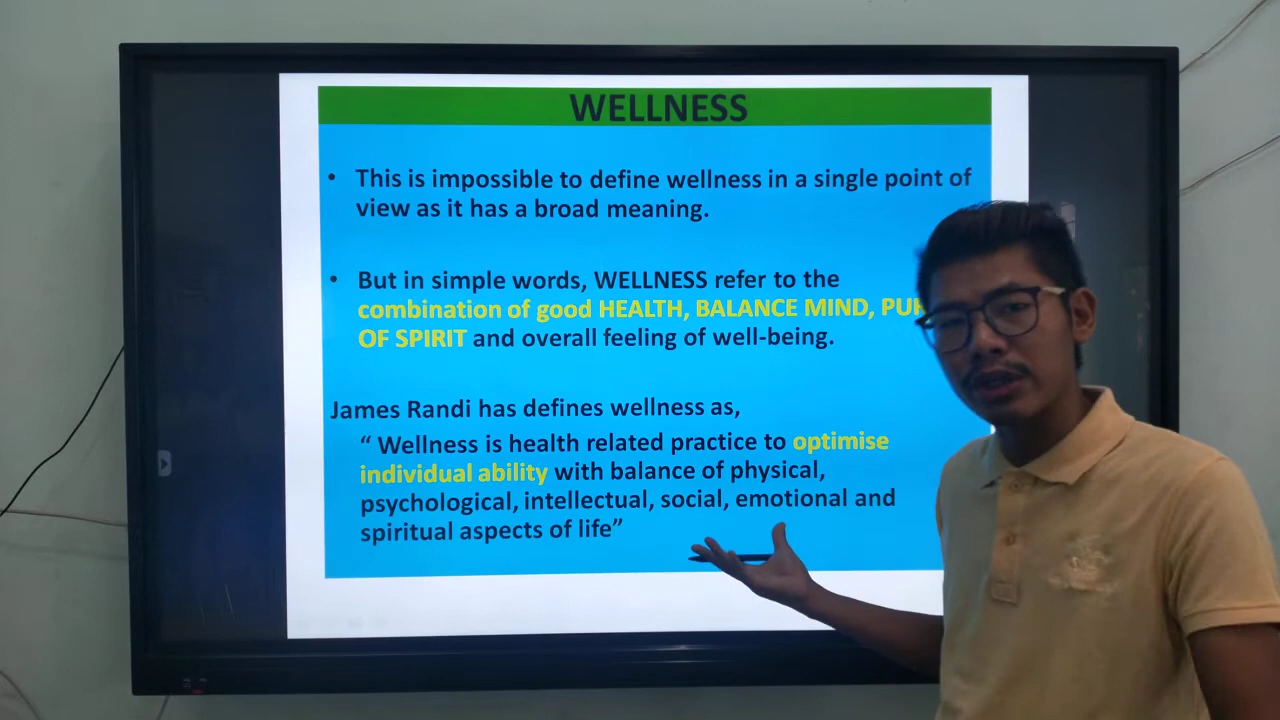 WELLNESS
• This is impossible to define wellness in a single point of
view as it has a broad meaning.
• But in simple words, WELLNESS refer to the
combination of good HEALTH, BALANCE MIND,
OF SPIRIT and overall feeling of well-being.
James Randi has defines wellness as,
“ Wellness is health related practice to optimise
individual ability with balance of physical,
psychological, intellectual, social, emotional and
spiritual aspects of life”